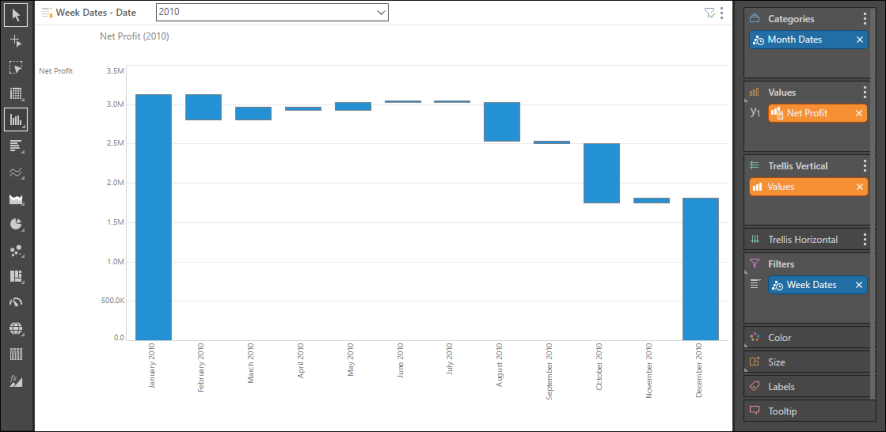 Week Dates - Date
2010
Net Profit (2010)
Net Profit
3.5M
3.0M
2.5M
2.0M
1.5M
1.0M
500.0K
0.0
January 2010
February 2010
March 2010
April 2010
May 2010
June 2010
July 2010
August 2010
September 2010
October 2010
November 2010
December 2010
Categories
Month Dates
Values
y1
Net Profit
Trellis Vertical
Values
Trellis Horizontal
Filters
Week Dates
Color
Size
Labels
Tooltip